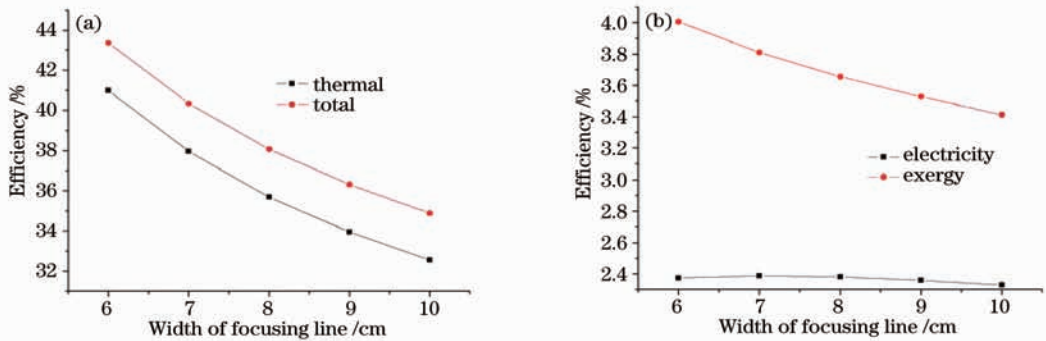 (a)
Efficiency /%
44
42
40
38
36
34
32
thermal
total
6 7 8 9 10
Width of focusing line /cm
(b)
Efficiency /%
4.0
3.8
3.6
3.4
3.2
3.0
2.8
2.6
2.4
electricity
exergy
6 7 8 9 10
Width of focusing line /cm